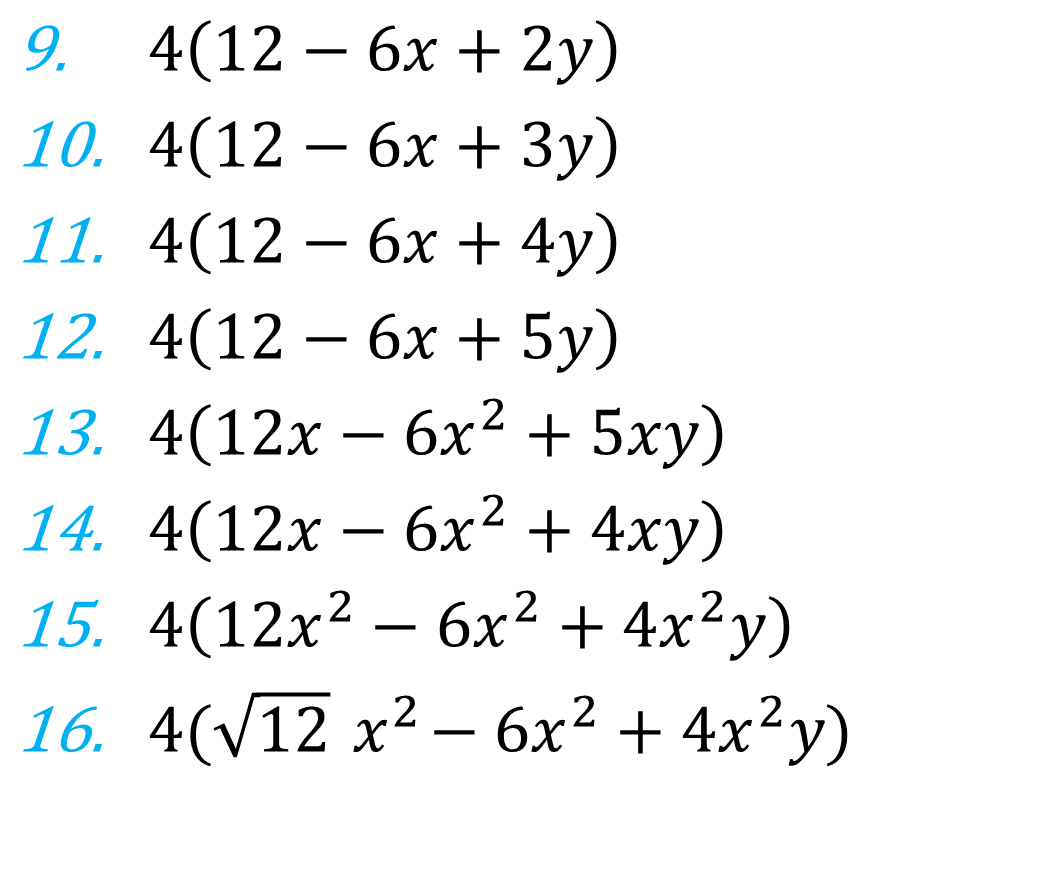 9. 4(12 − 6x + 2y)
10. 4(12 − 6x + 3y)
11. 4(12 − 6x + 4y)
12. 4(12 − 6x + 5y)
13. 4(12x − 6x² + 5xy)
14. 4(12x − 6x² + 4xy)
15. 4(12x² − 6x² + 4x²y)
16. 4(√12 x² − 6x² + 4x²y)